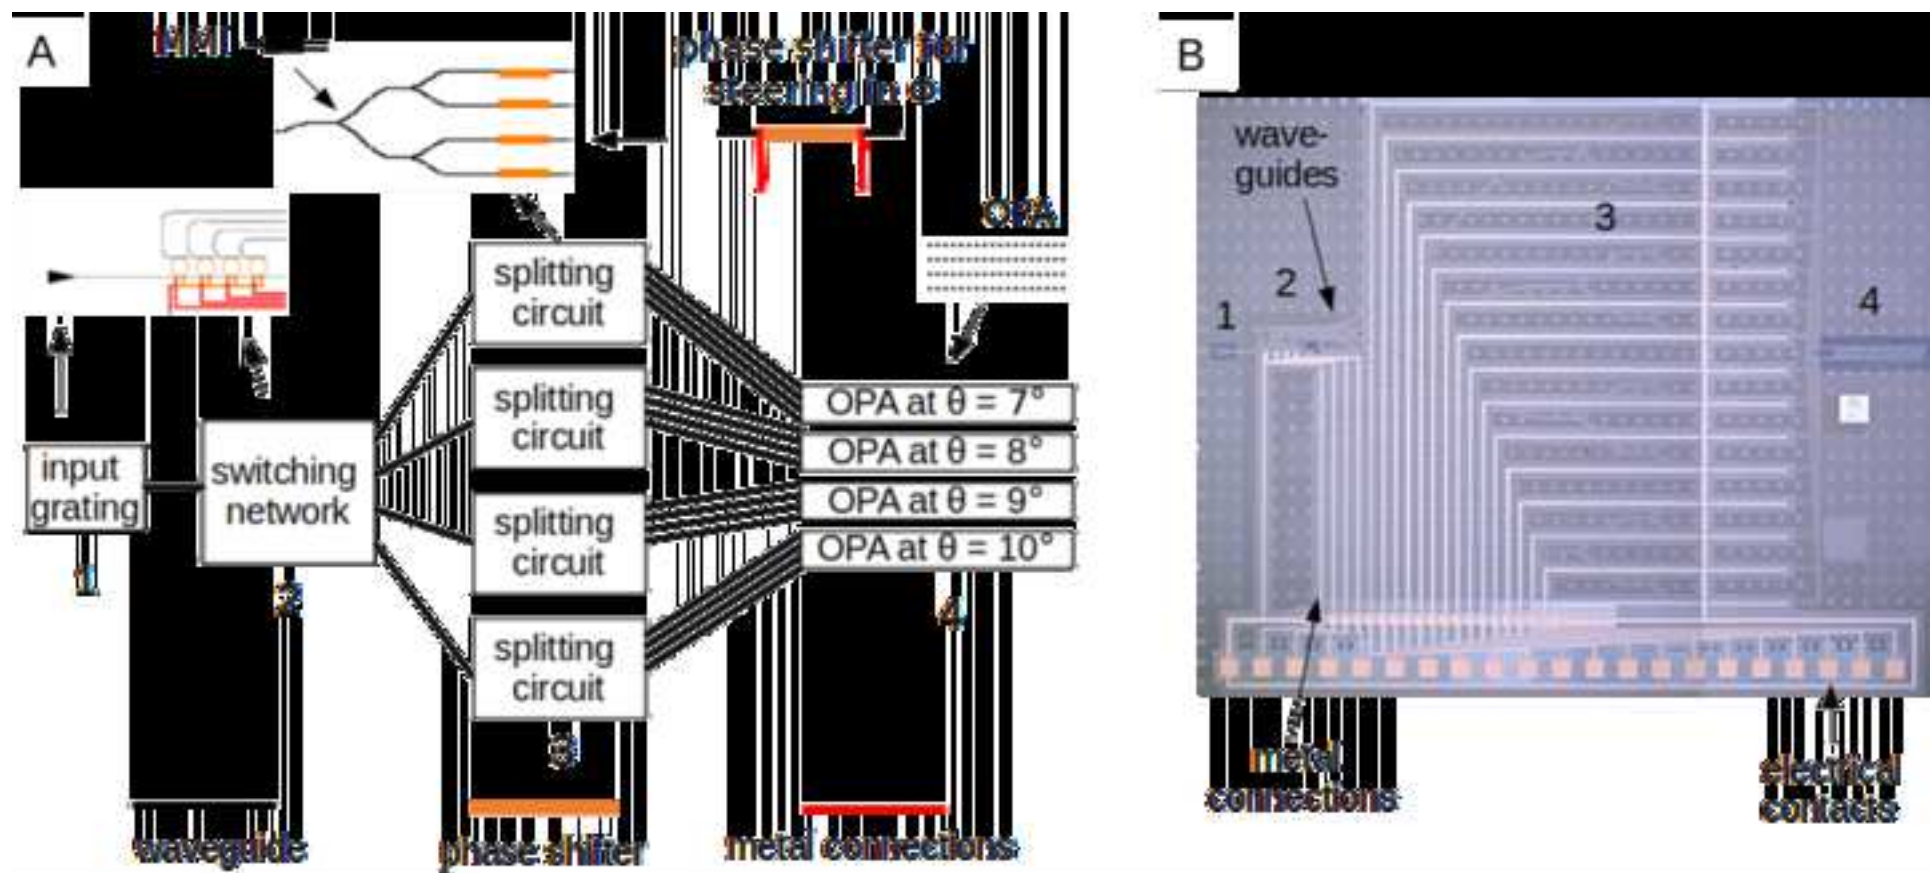 A
MMI
phase shifter for
steering in Φ
OPA
splitting
circuit
splitting
circuit
splitting
circuit
splitting
circuit
input
grating
switching
network
OPA at θ = 7°
OPA at θ = 8°
OPA at θ = 9°
OPA at θ = 10°
1
2
3
4
waveguide
phase shifter
metal connections
B
wave-
guides
1
2
3
4
metal
connections
electrical
contacts